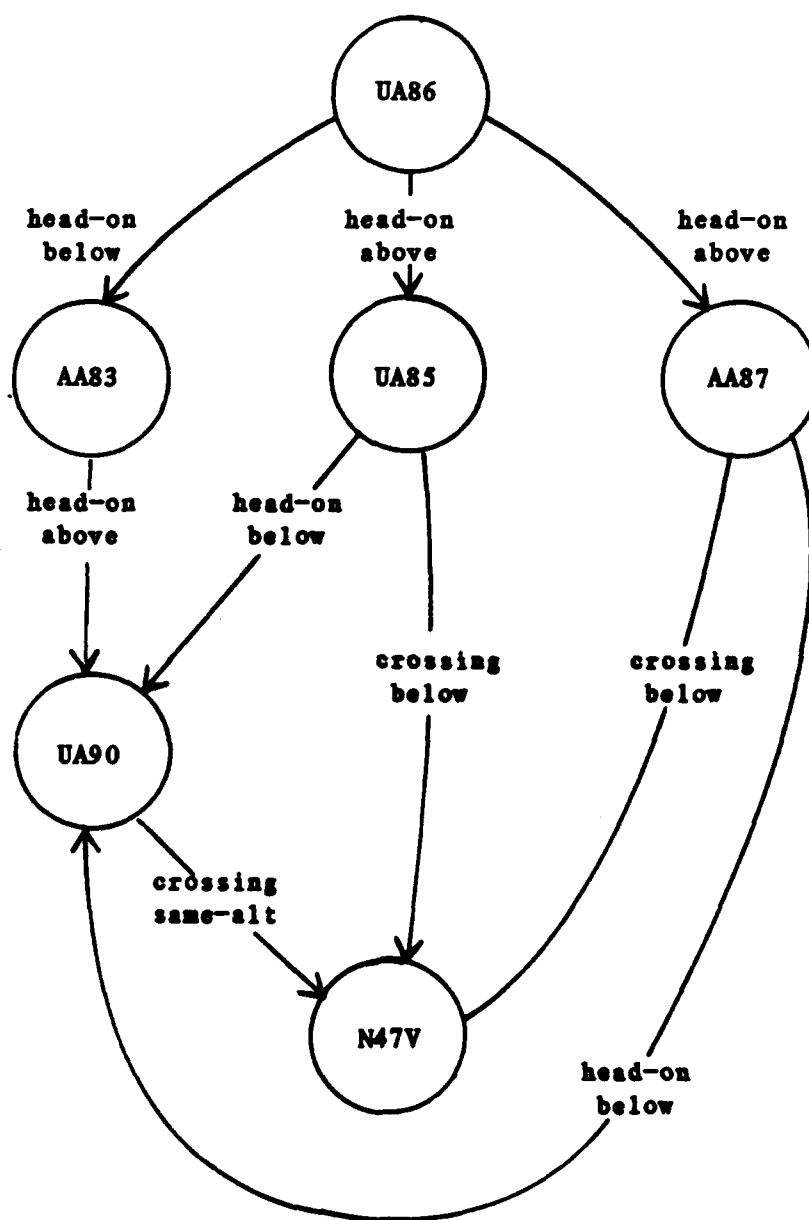 UA86
head-on
below
head-on
above
head-on
above
AA83
UA85
AA87
head-on
above
head-on
below
crossing
below
crossing
below
UA90
crossing
same-alt
N47V
head-on
below